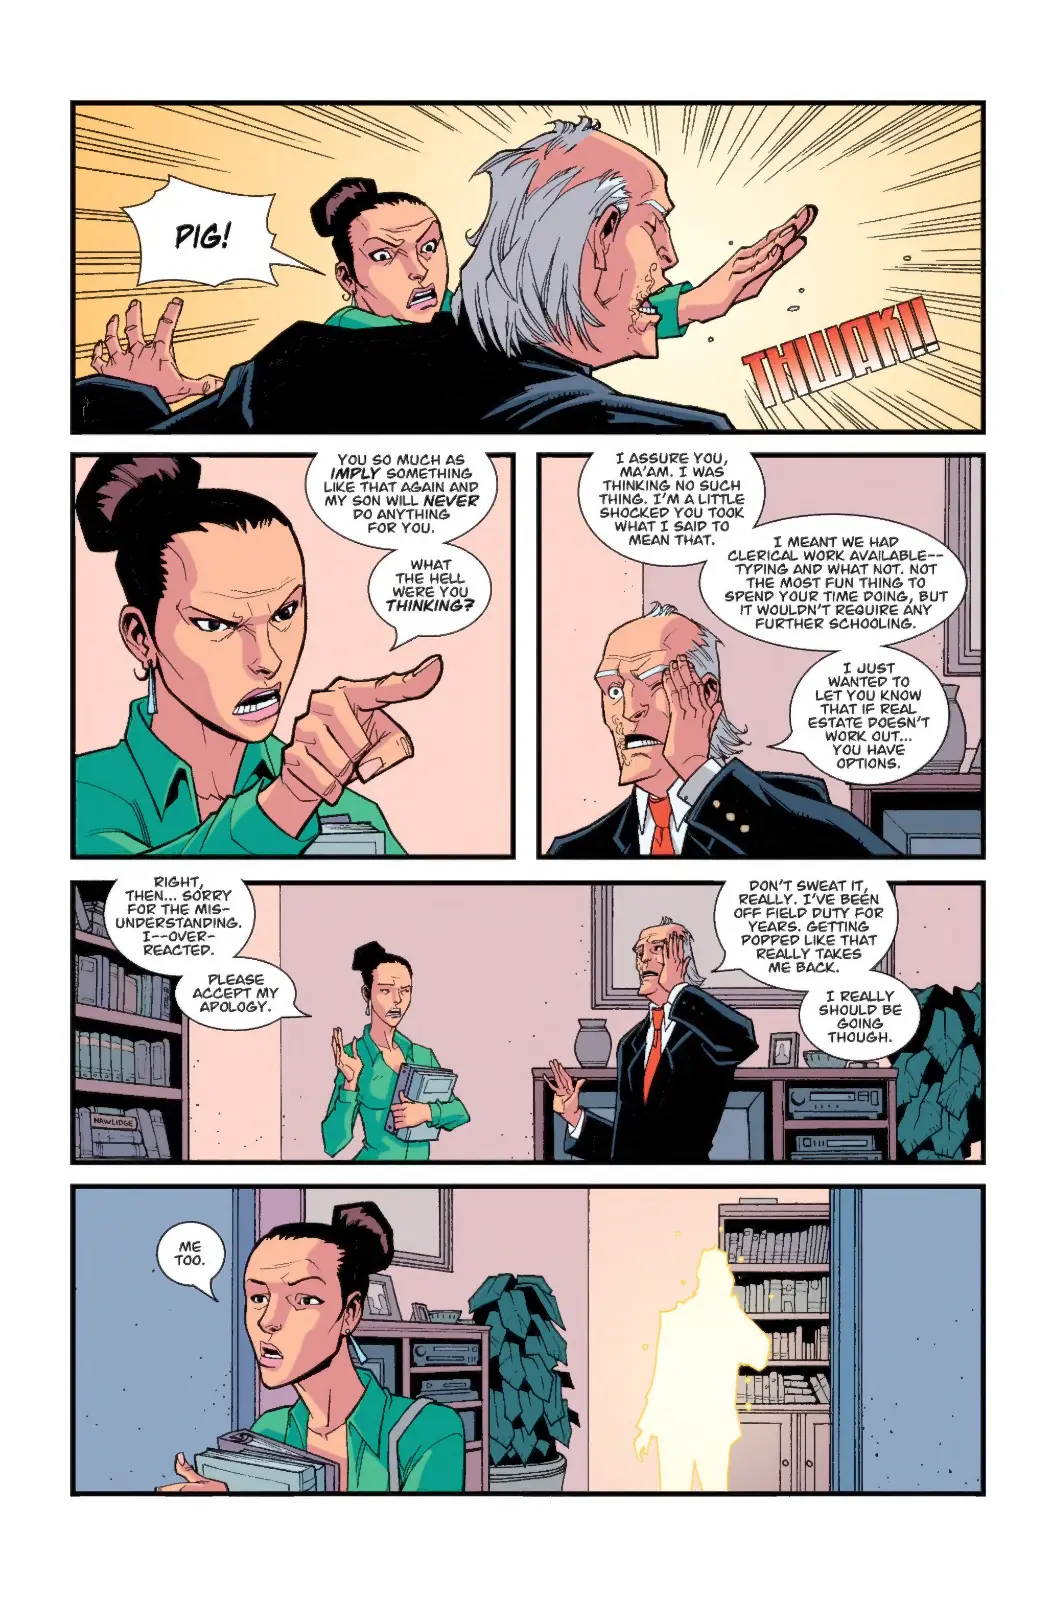 PIG!
THWAK!!
YOU SO MUCH AS
IMPLY SOMETHING
LIKE THAT AGAIN AND
MY SON WILL NEVER
DO ANYTHING
FOR YOU.
WHAT
THE HELL
WERE YOU
THINKING?
I ASSURE YOU,
MA'AM. I WAS
THINKING NO SUCH
THING. I'M A LITTLE
SHOCKED YOU TOOK
WHAT I SAID TO
MEAN THAT.
I MEANT WE HAD
CLERICAL WORK AVAILABLE--
TYPING AND WHAT NOT. NOT
THE MOST FUN THING TO
SPEND YOUR TIME DOING, BUT
IT WOULDN'T REQUIRE ANY
FURTHER SCHOOLING.
I JUST
WANTED TO
LET YOU KNOW
THAT IF REAL
ESTATE DOESN'T
WORK OUT...
YOU HAVE
OPTIONS.
RIGHT,
THEN... SORRY
FOR THE MIS-
UNDERSTANDING.
I--OVER-
REACTED.
PLEASE
ACCEPT MY
APOLOGY.
DON'T SWEAT IT,
REALLY. I'VE BEEN
OFF FIELD DUTY FOR
YEARS. GETTING
POPPED LIKE THAT
REALLY TAKES
ME BACK.
I REALLY
SHOULD BE
GOING
THOUGH.
NAWLIDGE
ME
TOO.